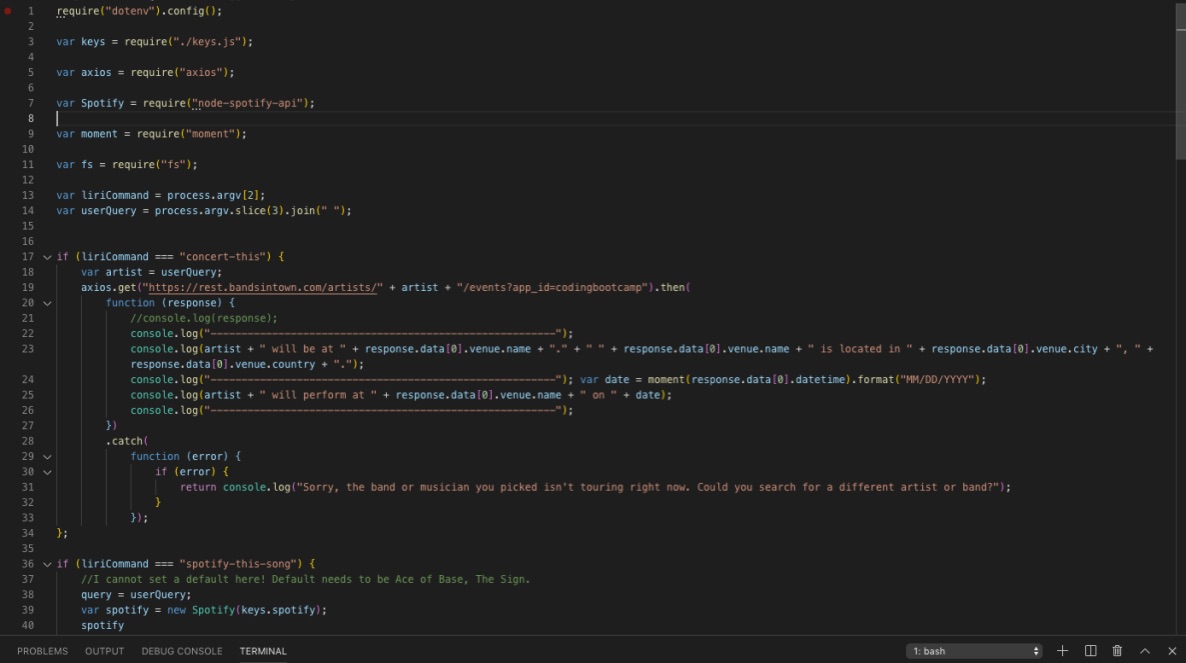 1 require("dotenv").config();
2
3 var keys = require("./keys.js");
4
5 var axios = require("axios");
6
7 var Spotify = require("node-spotify-api");
8
9 var moment = require("moment");
10
11 var fs = require("fs");
12
13 var liriCommand = process.argv[2];
14 var userQuery = process.argv.slice(3).join(" ");
15
16
17 if (liriCommand === "concert-this") {
18 var artist = userQuery;
19 axios.get("https://rest.bandsintown.com/artists/" + artist + "/events?app_id=codingbootcamp").then(
20 function (response) {
21 //console.log(response);
22 console.log("--------------------------------------------------------");
23 console.log(artist + " will be at " + response.data[0].venue.name + "." + " " + response.data[0].venue.name + " is located in " + response.data[0].venue.city + ", " +
response.data[0].venue.country + ".");
24 console.log("--------------------------------------------------------"); var date = moment(response.data[0].datetime).format("MM/DD/YYYY");
25 console.log(artist + " will perform at " + response.data[0].venue.name + " on " + date);
26 console.log("--------------------------------------------------------");
27 })
28 .catch(
29 function (error) {
30 if (error) {
31 return console.log("Sorry, the band or musician you picked isn't touring right now. Could you search for a different artist or band?");
32 }
33 });
34 };
35
36 if (liriCommand === "spotify-this-song") {
37 //I cannot set a default here! Default needs to be Ace of Base, The Sign.
38 query = userQuery;
39 var spotify = new Spotify(keys.spotify);
40 spotify
PROBLEMS OUTPUT DEBUG CONSOLE TERMINAL 1: bash